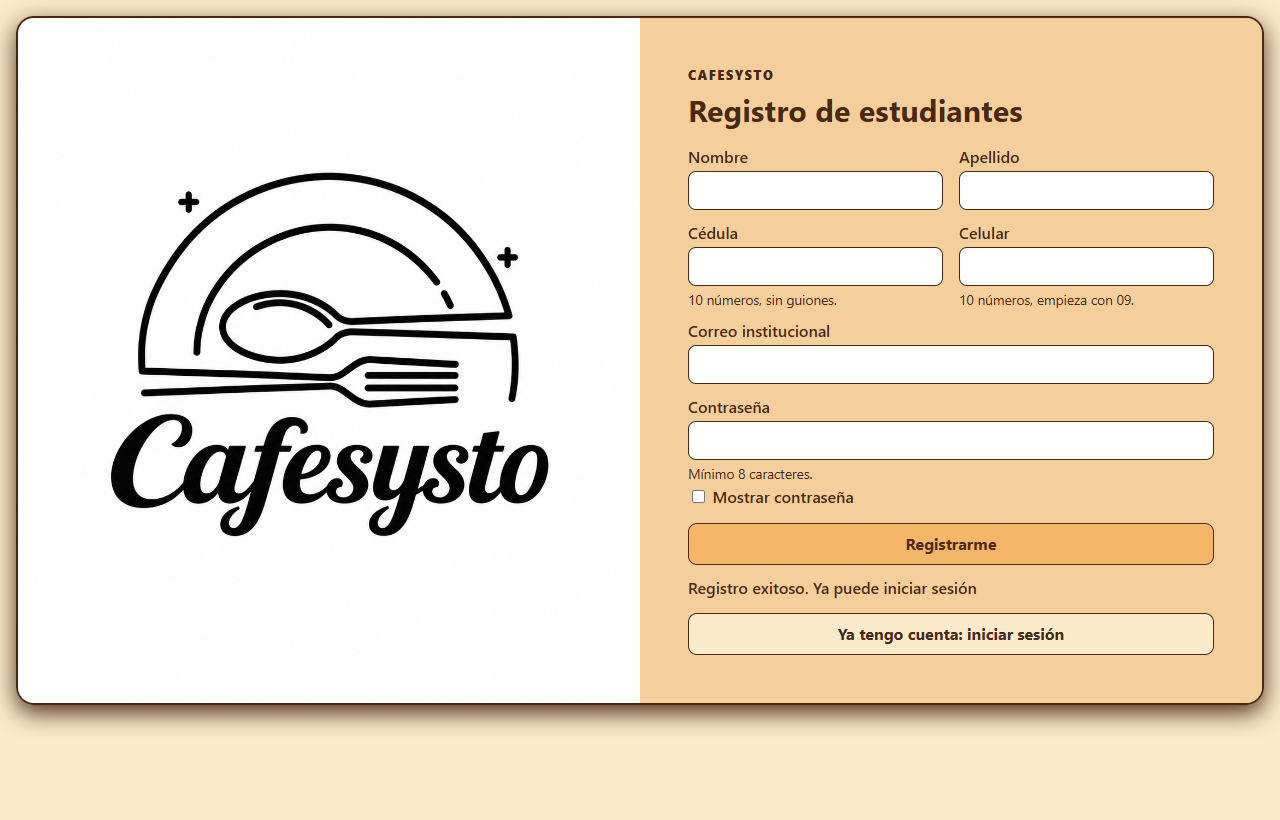 Cafesysto
CAFESYSTO
Registro de estudiantes
Nombre
Apellido
Cédula
Celular
10 números, sin guiones.
10 números, empieza con 09.
Correo institucional
Contraseña
Mínimo 8 caracteres.
Mostrar contraseña
Registrarme
Registro exitoso. Ya puede iniciar sesión
Ya tengo cuenta: iniciar sesión